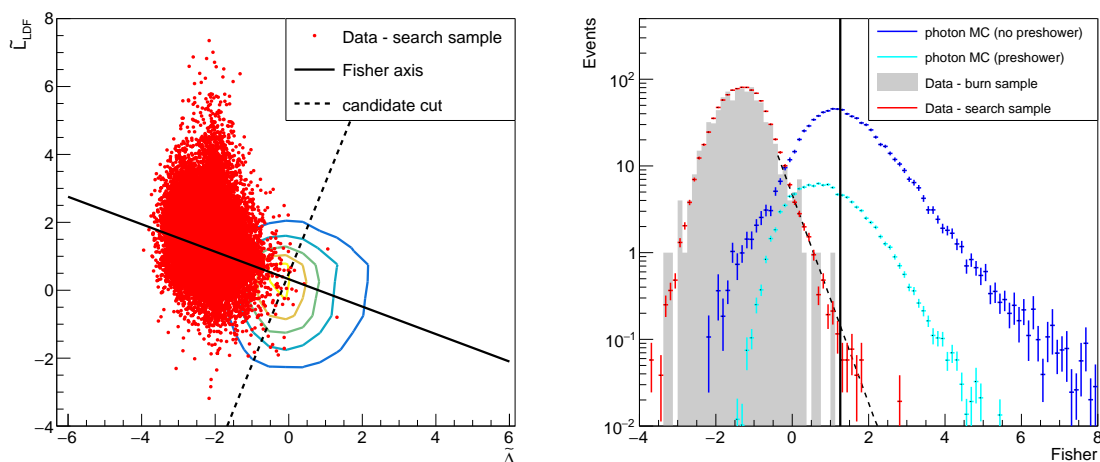 L̃_LDF
8
6
4
2
0
−2
−4
−6 −4 −2 0 2 4 6
Λ̃
Data - search sample
Fisher axis
candidate cut
Events
10²
10
1
10⁻¹
10⁻²
−4 −2 0 2 4 6 8
Fisher
photon MC (no preshower)
photon MC (preshower)
Data - burn sample
Data - search sample